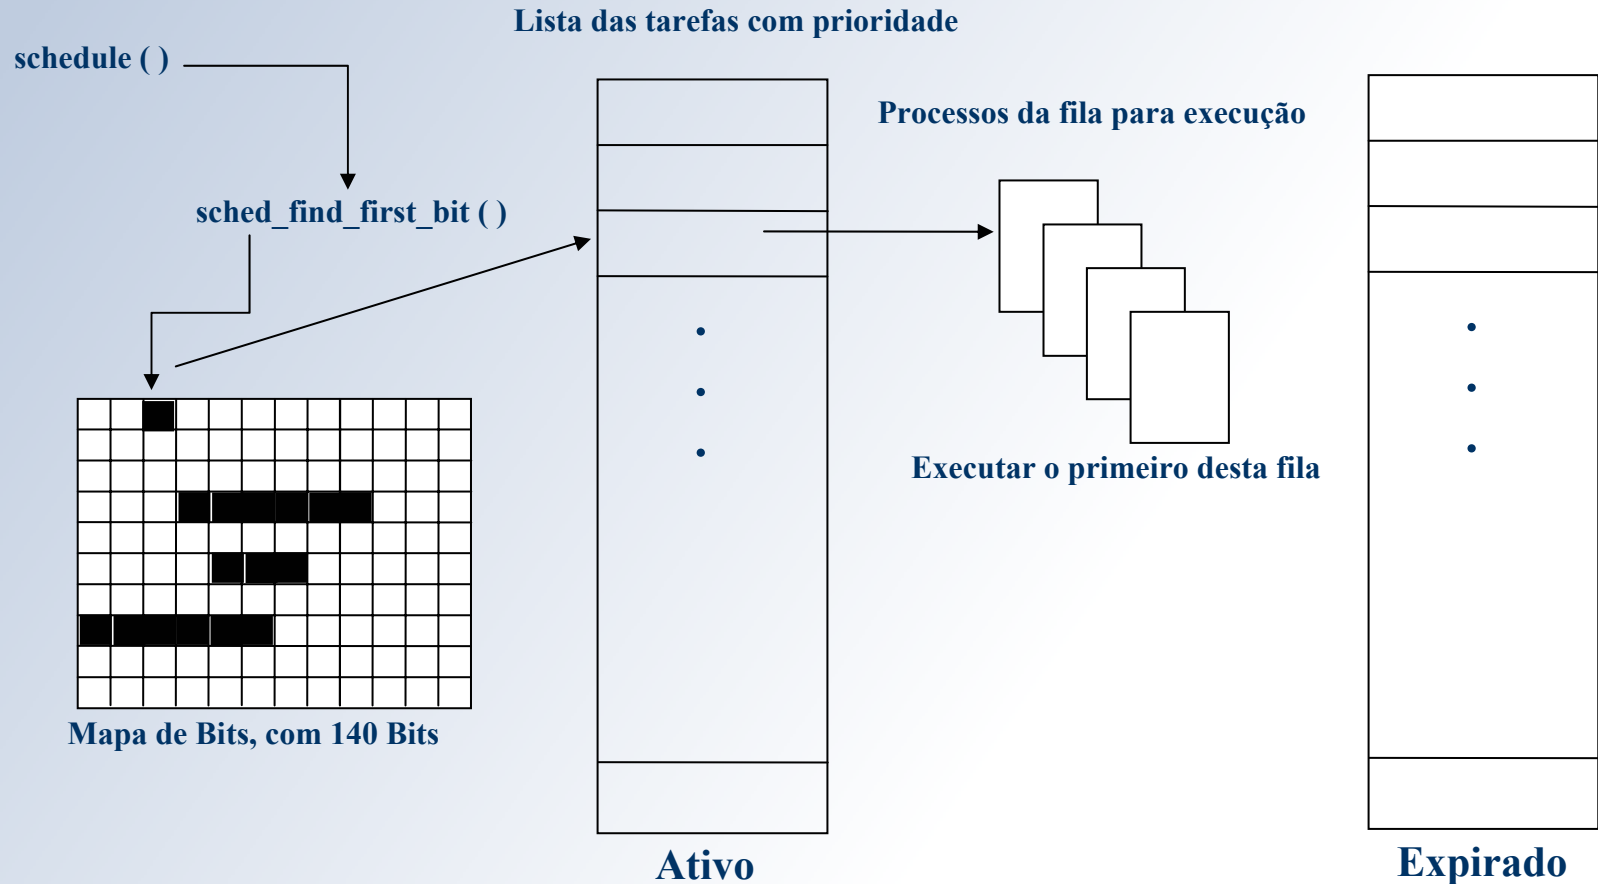 Lista das tarefas com prioridade
schedule ( )
Processos da fila para execução
sched_find_first_bit ( )
Executar o primeiro desta fila
Mapa de Bits, com 140 Bits
Ativo
Expirado